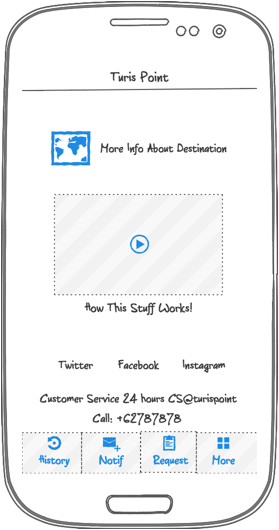 Turis Point
More Info About Destination
How This Stuff Works!
Twitter Facebook Instagram
Customer Service 24 hours CS@turispoint
Call: +62787878
History Notif Request More